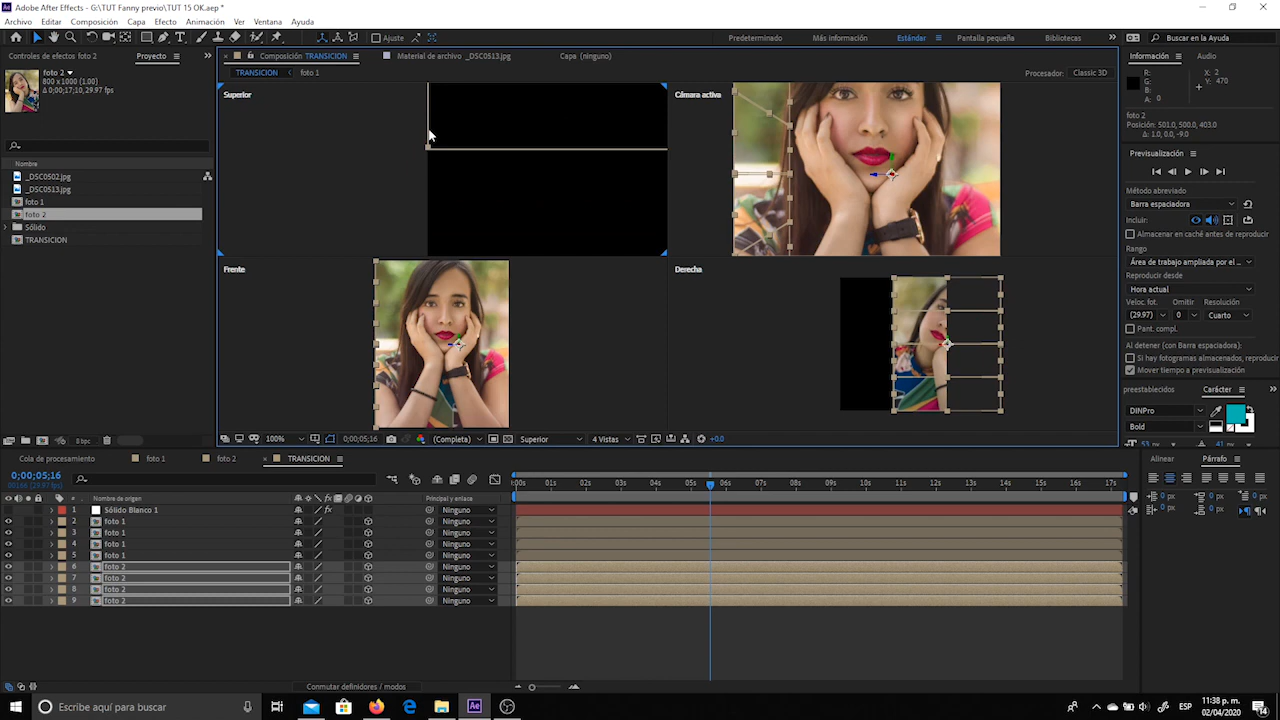 Adobe After Effects - G:\TUT Fanny previo\TUT 15 OK.aep *
Archivo Editar Composición Capa Efecto Animación Ver Ventana Ayuda
Ajuste
Predeterminado Más información Estándar Pantalla pequeña Bibliotecas
Buscar en la Ayuda
Controles de efectos foto 2 Proyecto
Composición TRANSICION Material de archivo _DSC0513.jpg Capa (ninguno)
Información Audio
TRANSICION foto 1
Procesador: Classic 3D
foto 2
800 x 1000 (1.00)
Δ 0;00;17;10, 29.97 fps
R:
G:
B:
A: 0
X: 2
Y: 470
foto 2
Posición: 501.0, 500.0, 403.0
Δ: 1.0, 0.0, -9.0
Superior
Cámara activa
Frente
Derecha
Nombre
_DSC0502.jpg
_DSC0513.jpg
foto 1
foto 2
Sólido
TRANSICION
Previsualización
Método abreviado
Barra espaciadora
Incluir:
Almacenar en caché antes de reproducir
Rango
Área de trabajo ampliada por el ...
Reproducir desde
Hora actual
Veloc. fot. Omitir Resolución
(29.97) 0 Cuarto
Pant. compl.
Al detener (con Barra espaciadora):
Si hay fotogramas almacenados, reproducir
Mover tiempo a previsualización
preestablecidos Carácter
DINPro
Bold
53 px 41 px
8 bpc
100% 0;00;05;16 (Completa) Superior 4 Vistas +0.0
Cola de procesamiento foto 1 foto 2 TRANSICION
Alinear Párrafo
0;00;05;16
00166 (29.97 fps)
:00s 01s 02s 03s 04s 05s 06s 07s 08s 09s 10s 11s 12s 13s 14s 15s 16s 17s
# Nombre de origen Principal y enlace
1 Sólido Blanco 1 Ninguno
2 foto 1 Ninguno
3 foto 1 Ninguno
4 foto 1 Ninguno
5 foto 1 Ninguno
6 foto 2 Ninguno
7 foto 2 Ninguno
8 foto 2 Ninguno
9 foto 2 Ninguno
0 px 0 px 0 px
0 px 0 px
Conmutar definidores / modos
Escribe aquí para buscar
ESP
11:38 p. m.
02/04/2020
4